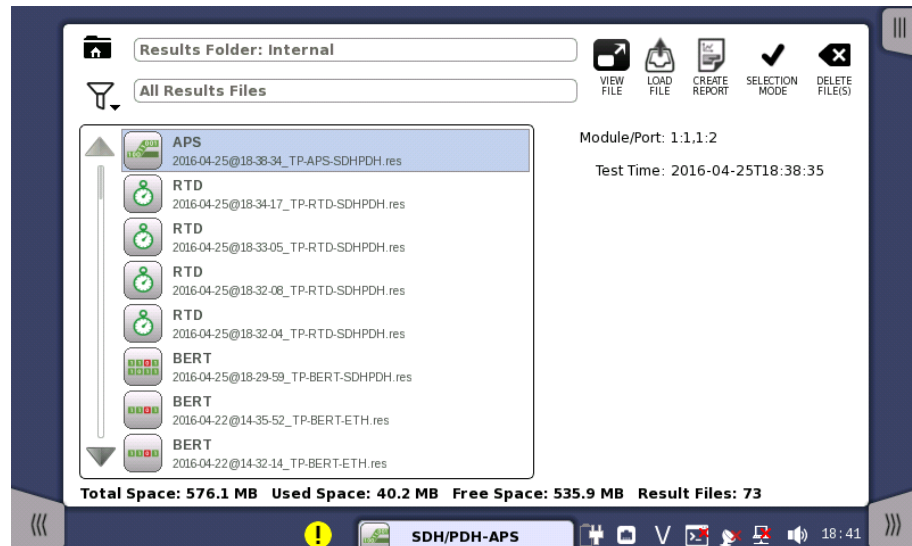 Results Folder: Internal
All Results Files
VIEW FILE
LOAD FILE
CREATE REPORT
SELECTION MODE
DELETE FILE(S)
APS
2016-04-25@18-38-34_TP-APS-SDHPDH.res
RTD
2016-04-25@18-34-17_TP-RTD-SDHPDH.res
RTD
2016-04-25@18-33-05_TP-RTD-SDHPDH.res
RTD
2016-04-25@18-32-08_TP-RTD-SDHPDH.res
RTD
2016-04-25@18-32-04_TP-RTD-SDHPDH.res
BERT
2016-04-25@18-29-59_TP-BERT-SDHPDH.res
BERT
2016-04-22@14-35-52_TP-BERT-ETH.res
BERT
2016-04-22@14-32-14_TP-BERT-ETH.res
Module/Port: 1:1,1:2
Test Time: 2016-04-25T18:38:35
Total Space: 576.1 MB Used Space: 40.2 MB Free Space: 535.9 MB Result Files: 73
SDH/PDH-APS
V
18:41